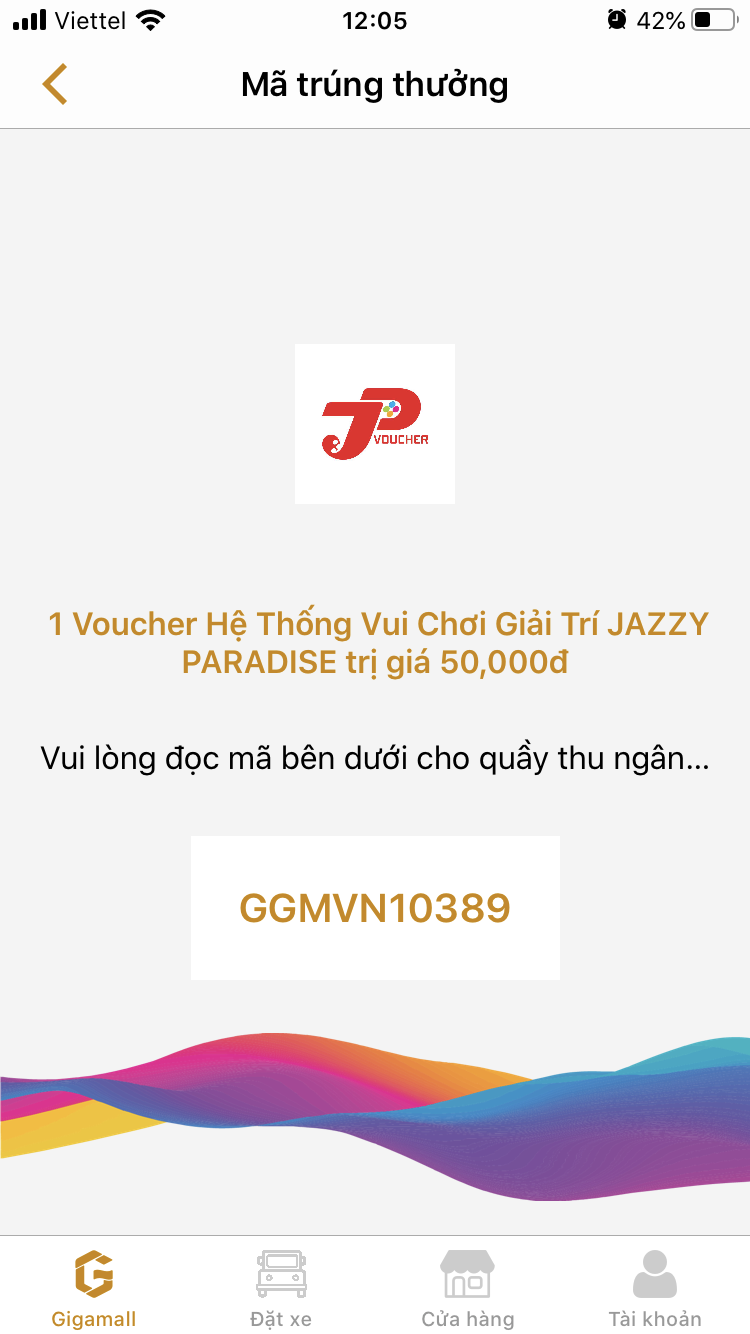 Viettel 12:05 42%
Mã trúng thưởng
JP
VOUCHER
1 Voucher Hệ Thống Vui Chơi Giải Trí JAZZY
PARADISE trị giá 50,000đ
Vui lòng đọc mã bên dưới cho quầy thu ngân...
GGMVN10389
Gigamall Đặt xe Cửa hàng Tài khoản